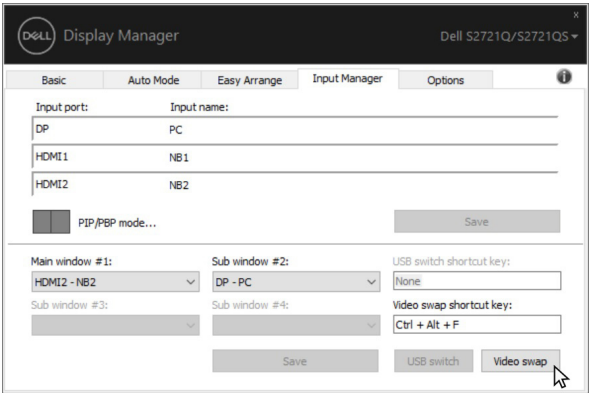 x
DELL Display Manager Dell S2721Q/S2721QS
Basic Auto Mode Easy Arrange Input Manager Options i
Input port: Input name:
DP PC
HDMI1 NB1
HDMI2 NB2
PIP/PBP mode... Save
Main window #1: Sub window #2: USB switch shortcut key:
HDMI2 - NB2 DP - PC None
Sub window #3: Sub window #4: Video swap shortcut key:
Ctrl + Alt + F
Save USB switch Video swap